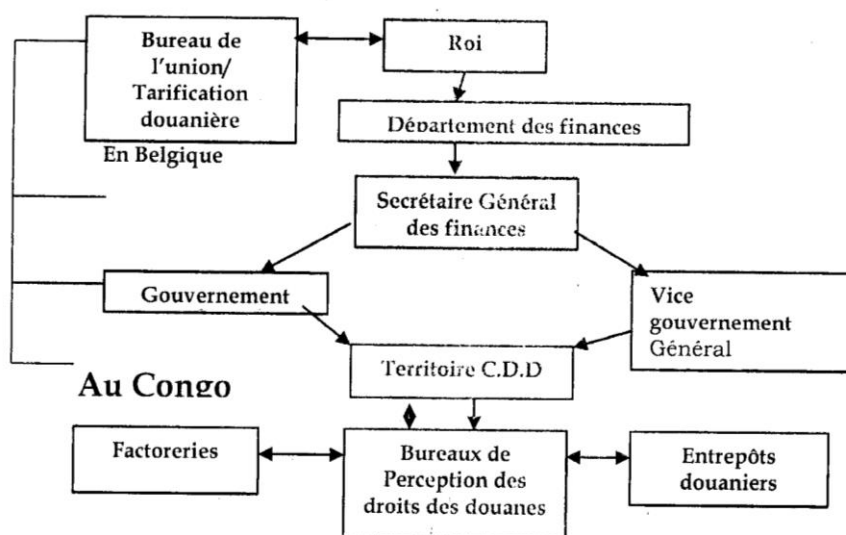 Bureau de
l'union/
Tarification
douanière
Roi
Département des finances
En Belgique
Secrétaire Général
des finances
Gouvernement
Vice
gouvernement
Général
Territoire C.D.D
Au Congo
Factoreries
Bureaux de
Perception des
droits des douanes
Entrepôts
douaniers